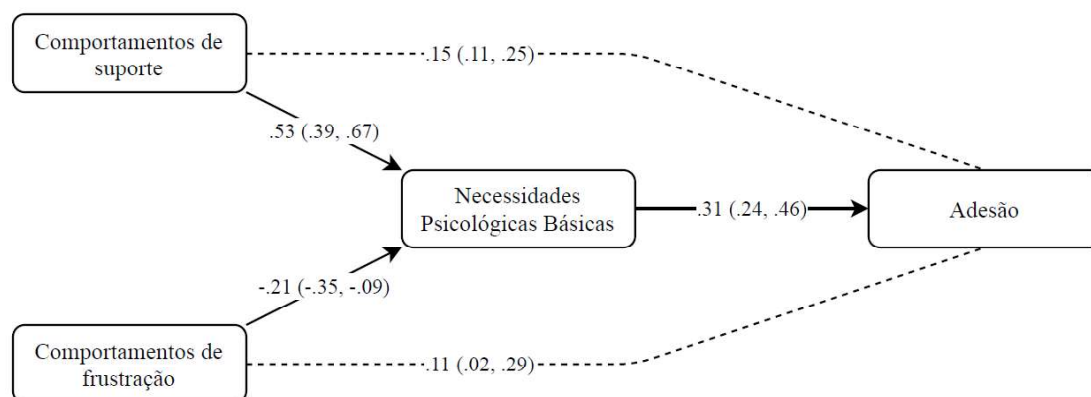 Comportamentos de
suporte
.15 (.11, .25)
.53 (.39, .67)
Necessidades
Psicológicas Básicas
.31 (.24, .46)
Adesão
-.21 (-.35, -.09)
Comportamentos de
frustração
.11 (.02, .29)